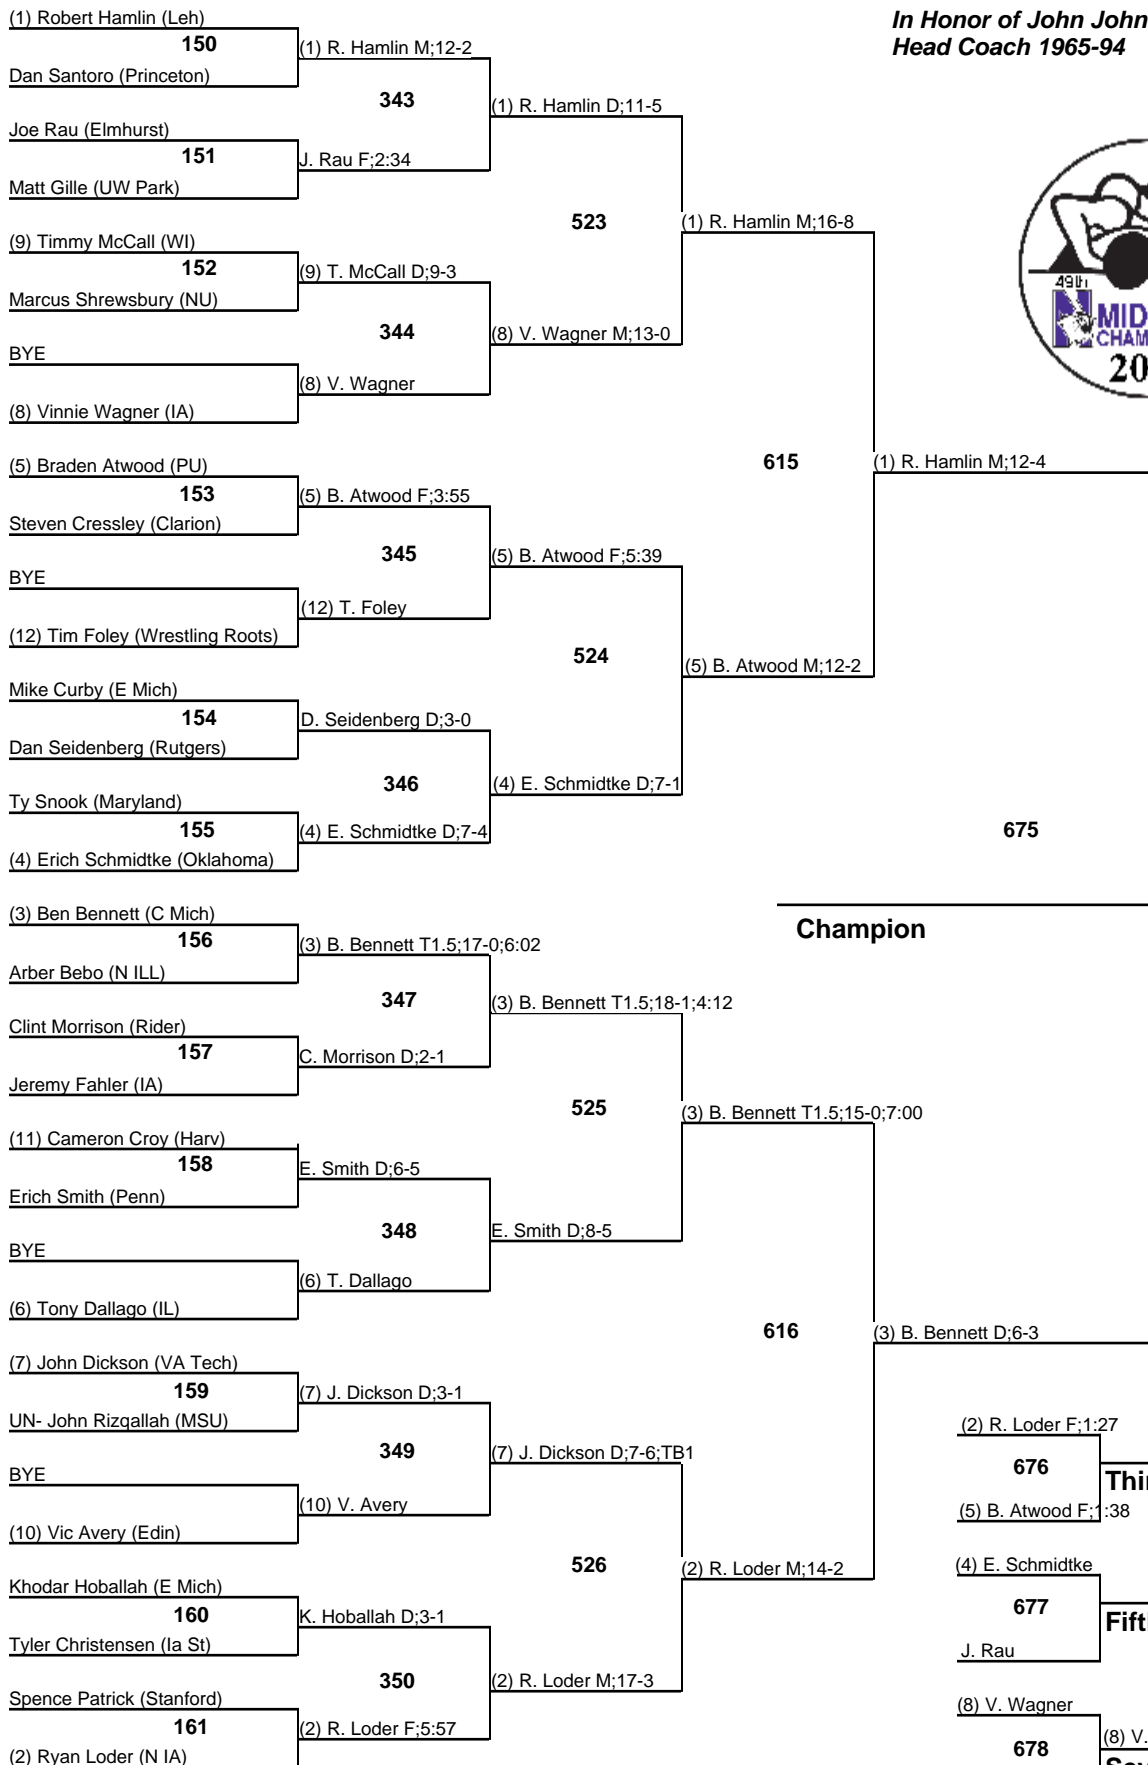 (1) Robert Hamlin (Leh)
150
Dan Santoro (Princeton)
(1) R. Hamlin M;12-2
343
Joe Rau (Elmhurst)
151
Matt Gille (UW Park)
J. Rau F;2:34
(1) R. Hamlin D;11-5
523
(9) Timmy McCall (WI)
152
Marcus Shrewsbury (NU)
(9) T. McCall D;9-3
344
BYE
(8) Vinnie Wagner (IA)
(8) V. Wagner
(8) V. Wagner M;13-0
(1) R. Hamlin M;16-8
615
(5) Braden Atwood (PU)
153
Steven Cressley (Clarion)
(5) B. Atwood F;3:55
345
BYE
(12) Tim Foley (Wrestling Roots)
(12) T. Foley
(5) B. Atwood F;5:39
524
Mike Curby (E Mich)
154
Dan Seidenberg (Rutgers)
D. Seidenberg D;3-0
346
Ty Snook (Maryland)
155
(4) Erich Schmidtke (Oklahoma)
(4) E. Schmidtke D;7-4
(4) E. Schmidtke D;7-1
(5) B. Atwood M;12-2
(1) R. Hamlin M;12-4
675
Champion
(3) Ben Bennett (C Mich)
156
Arber Bebo (N ILL)
(3) B. Bennett T1.5;17-0;6:02
347
Clint Morrison (Rider)
157
Jeremy Fahler (IA)
C. Morrison D;2-1
(3) B. Bennett T1.5;18-1;4:12
525
(11) Cameron Croy (Harv)
158
Erich Smith (Penn)
E. Smith D;6-5
348
BYE
(6) Tony Dallago (IL)
(6) T. Dallago
E. Smith D;8-5
(3) B. Bennett T1.5;15-0;7:00
616
(7) John Dickson (VA Tech)
159
UN- John Rizqallah (MSU)
(7) J. Dickson D;3-1
349
BYE
(10) Vic Avery (Edin)
(10) V. Avery
(7) J. Dickson D;7-6;TB1
526
Khodar Hoballah (E Mich)
160
Tyler Christensen (Ia St)
K. Hoballah D;3-1
350
Spence Patrick (Stanford)
161
(2) Ryan Loder (N IA)
(2) R. Loder F;5:57
(2) R. Loder M;17-3
(2) R. Loder M;14-2
(3) B. Bennett D;6-3
In Honor of John John
Head Coach 1965-94
49th
N
MID
CHAM
20
(2) R. Loder F;1:27
676
(5) B. Atwood F;1:38
(4) E. Schmidtke
677
J. Rau
(8) V. Wagner
678
(8) V.